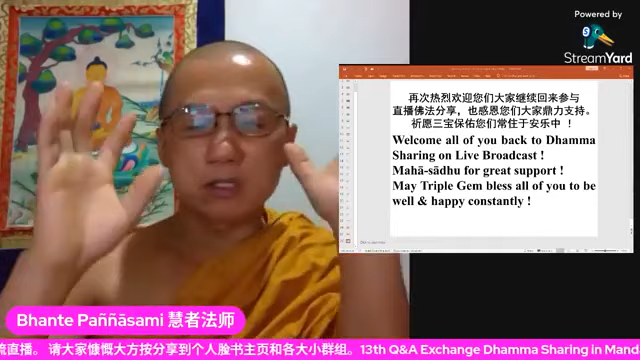 Powered by
StreamYard
再次热烈欢迎您们大家继续回来参与
直播佛法分享，也感恩您们大家鼎力支持。
祈愿三宝保佑您们常住于安乐中 ！
Welcome all of you back to Dhamma
Sharing on Live Broadcast !
Mahā-sādhu for great support !
May Triple Gem bless all of you to be
well & happy constantly !
Bhante Paññāsami 慧者法师
流直播。 请大家慷慨大方按分享到个人脸书主页和各大小群组。13th Q&A Exchange Dhamma Sharing in Mand